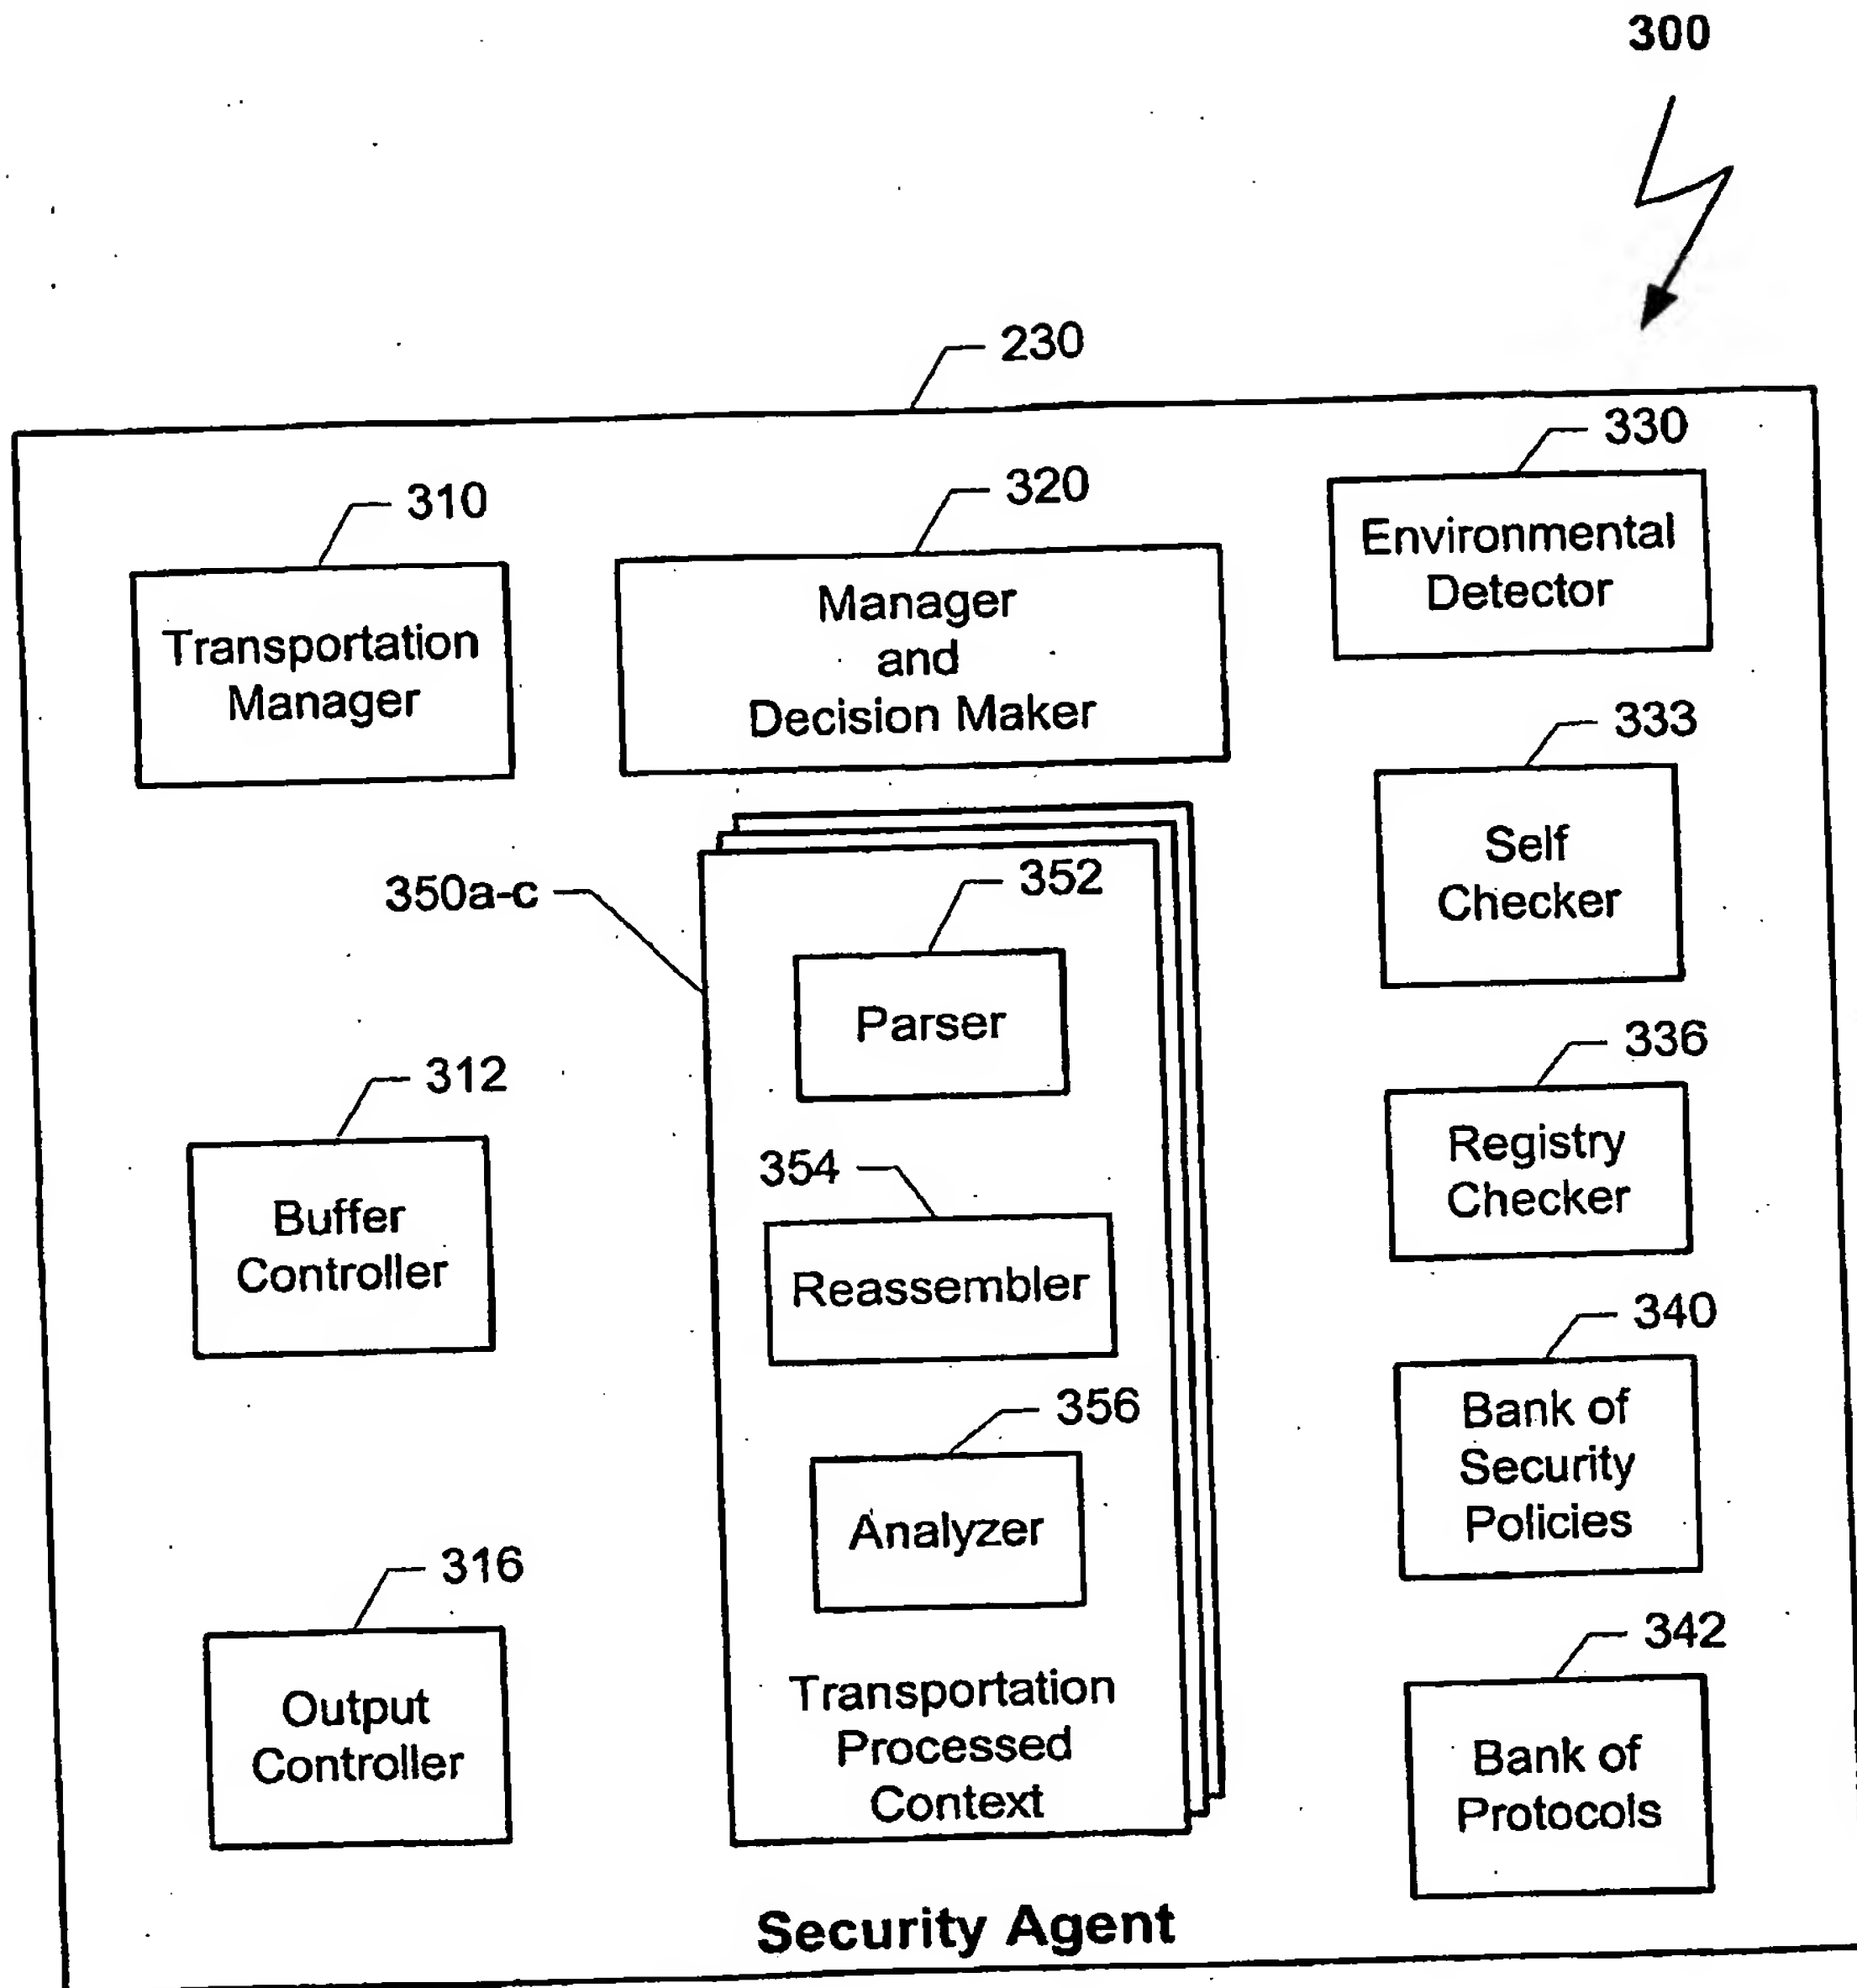 300
230
310
Transportation
Manager
320
Manager
and
Decision Maker
330
Environmental
Detector
333
Self
Checker
350a-c
352
Parser
312
Buffer
Controller
336
Registry
Checker
354
Reassembler
340
Bank of
Security
Policies
356
Analyzer
316
Output
Controller
Transportation
Processed
Context
342
Bank of
Protocols
Security Agent